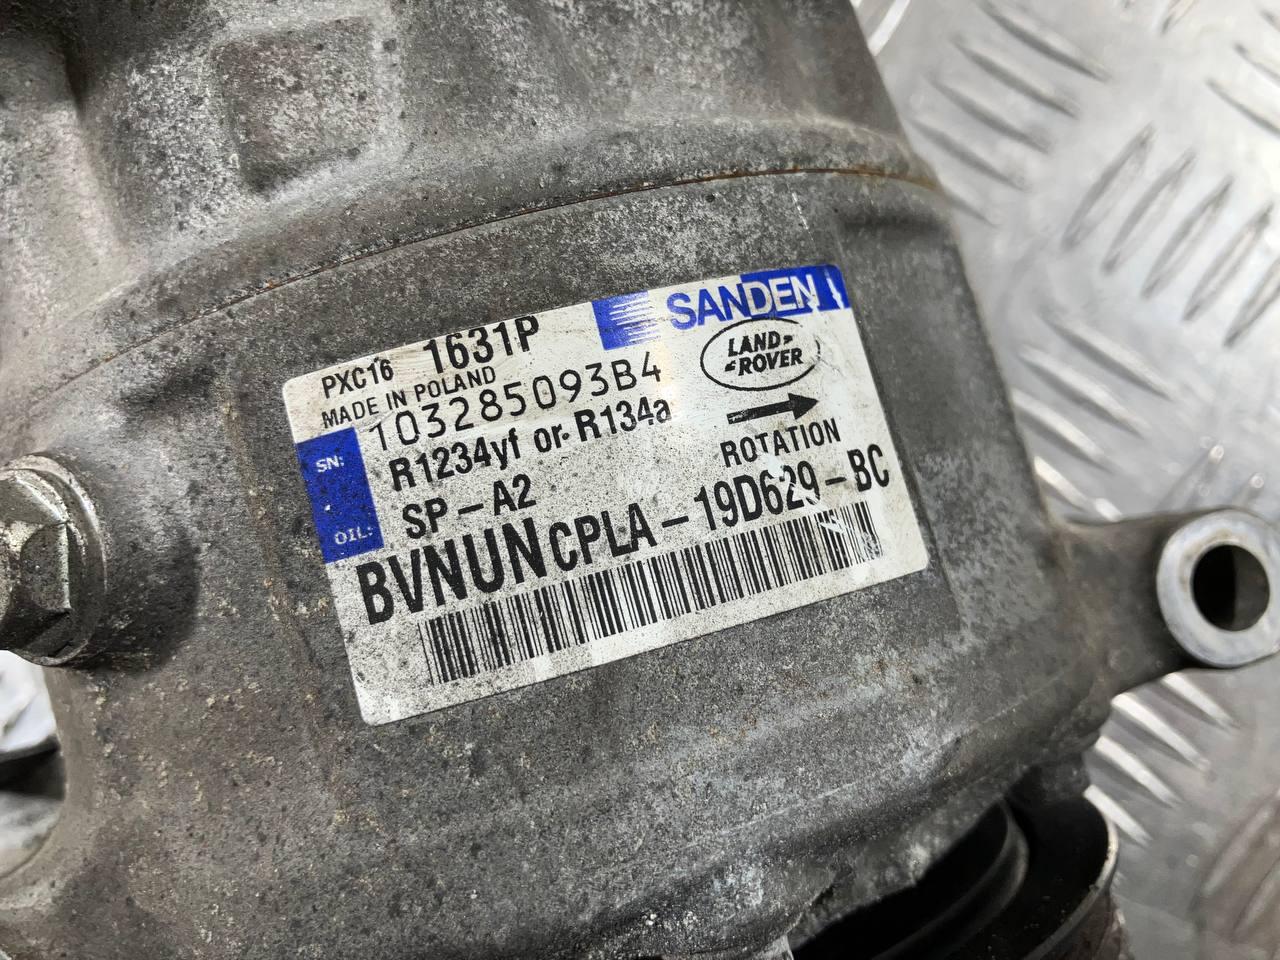 SANDEN
PXC16 1631P
MADE IN POLAND
LAND-
-ROVER
SN: 103285093B4
R1234yf or R134a
ROTATION
OIL: SP-A2
BVNUN CPLA-19D629-BC